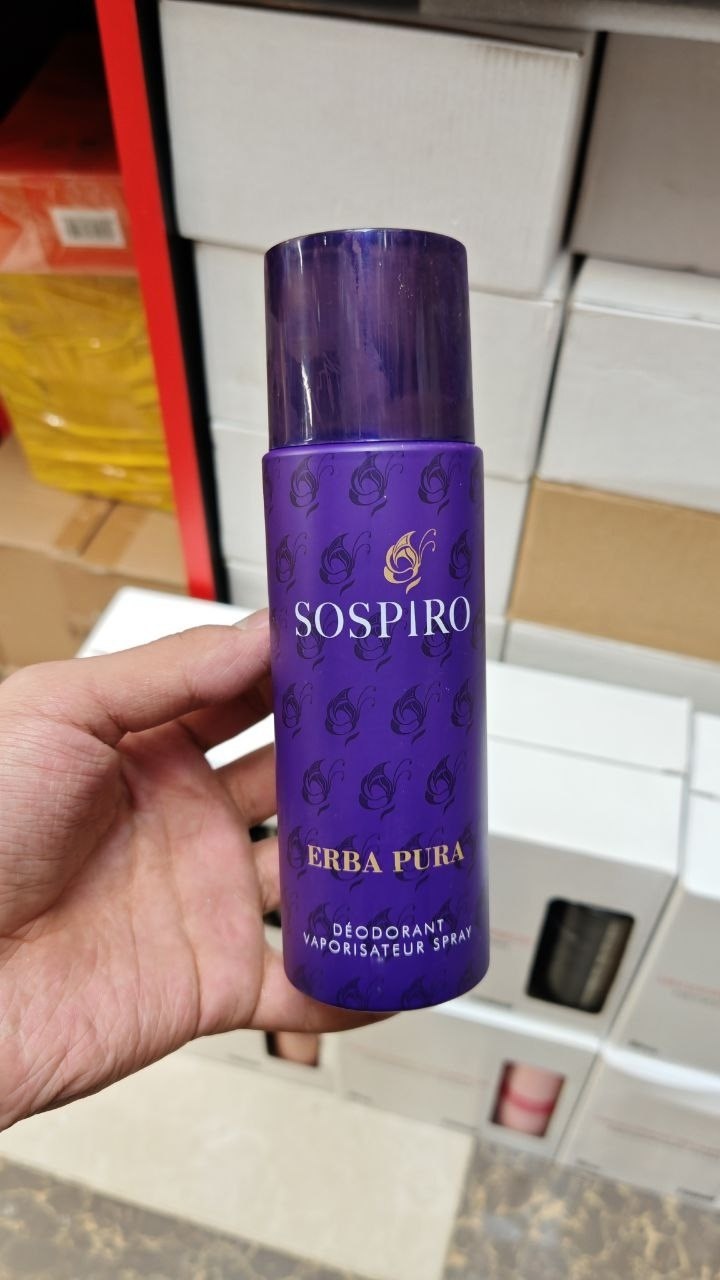 SOSPIRO
ERBA PURA
DÉODORANT
VAPORISATEUR SPRAY